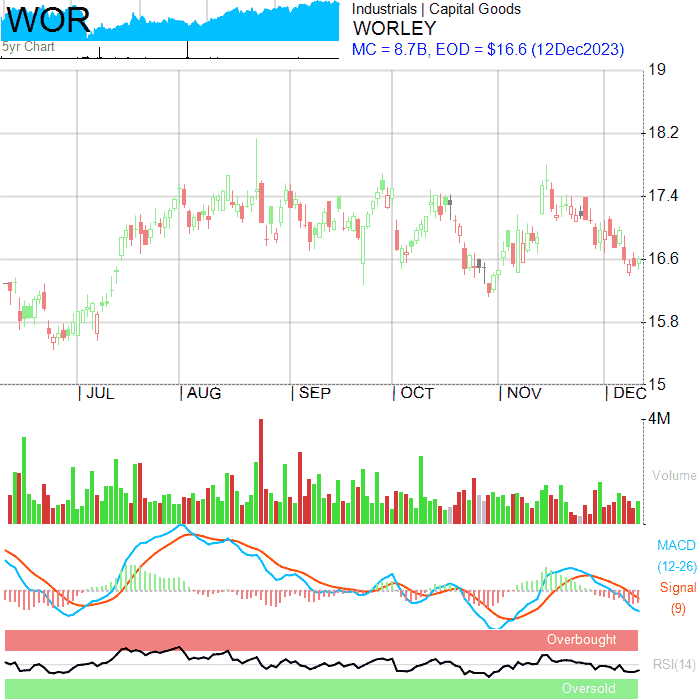 WOR
5yr Chart
Industrials | Capital Goods
WORLEY
MC = 8.7B, EOD = $16.6 (12Dec2023)
19
18.2
17.4
16.6
15.8
15
JUL AUG SEP OCT NOV DEC
4M
Volume
MACD
(12-26)
Signal
(9)
Overbought
RSI(14)
Oversold